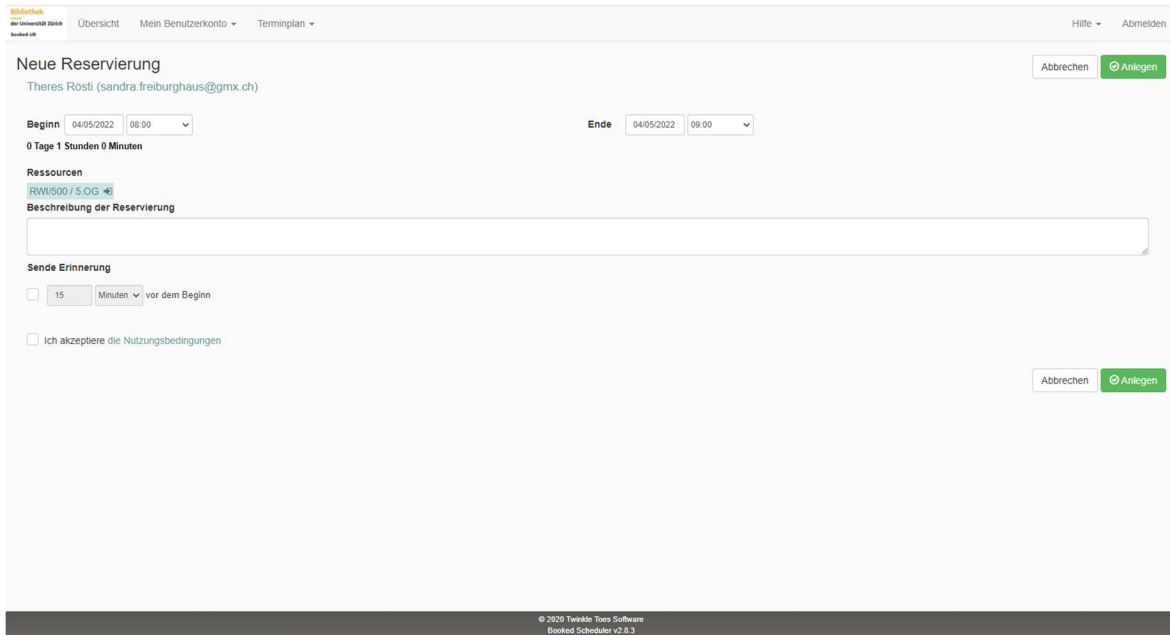 Bibliothek
der Universität Zürich
booked-UB
Übersicht Mein Benutzerkonto Terminplan Hilfe Abmelden
Neue Reservierung Abbrechen Anlegen
Theres Rösti (sandra.freiburghaus@gmx.ch)
Beginn 04/05/2022 08:00 Ende 04/05/2022 09:00
0 Tage 1 Stunden 0 Minuten
Ressourcen
RWI/500 / 5.OG
Beschreibung der Reservierung
Sende Erinnerung
15 Minuten vor dem Beginn
Ich akzeptiere die Nutzungsbedingungen
Abbrechen Anlegen
© 2020 Twinkle Toes Software
Booked Scheduler v2.8.3